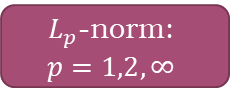 Lₚ-norm:
p = 1,2,∞